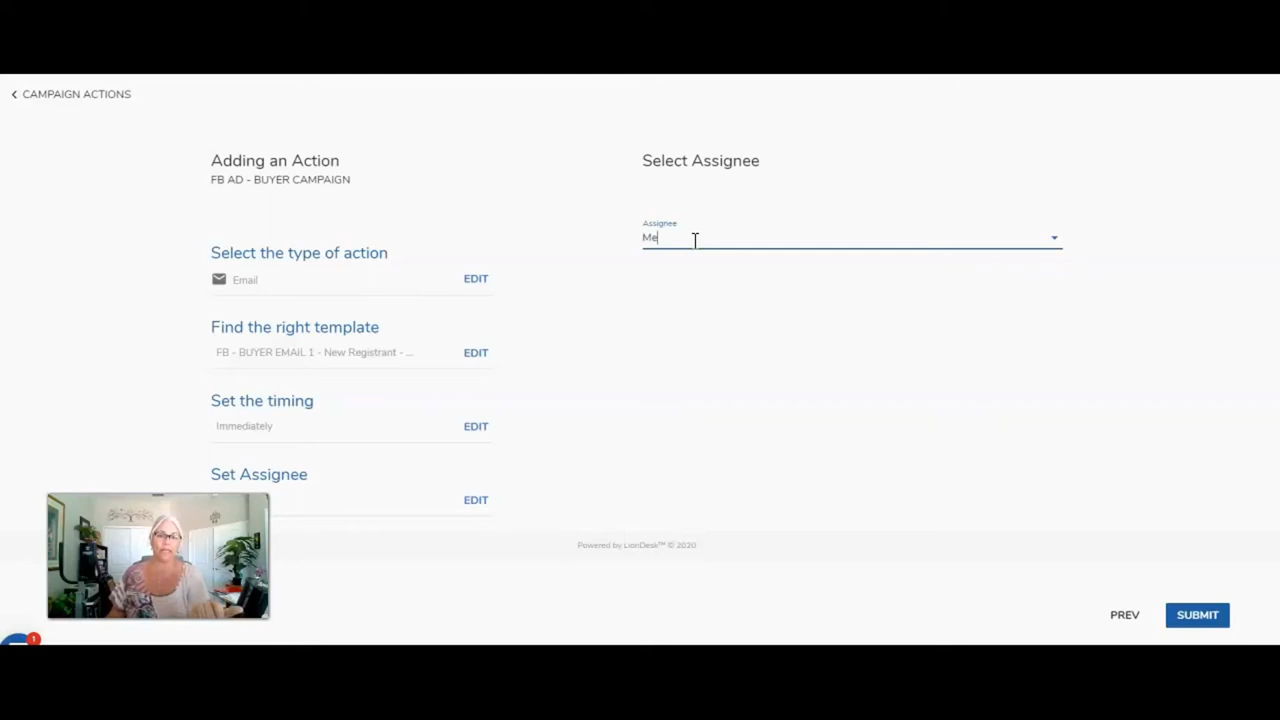 CAMPAIGN ACTIONS
Adding an Action
FB AD - BUYER CAMPAIGN
Select the type of action
Email
EDIT
Find the right template
FB - BUYER EMAIL 1 - New Registrant - ...
EDIT
Set the timing
Immediately
EDIT
Set Assignee
EDIT
Select Assignee
Assignee
Me
Powered by LionDesk™ © 2020
PREV
SUBMIT
1